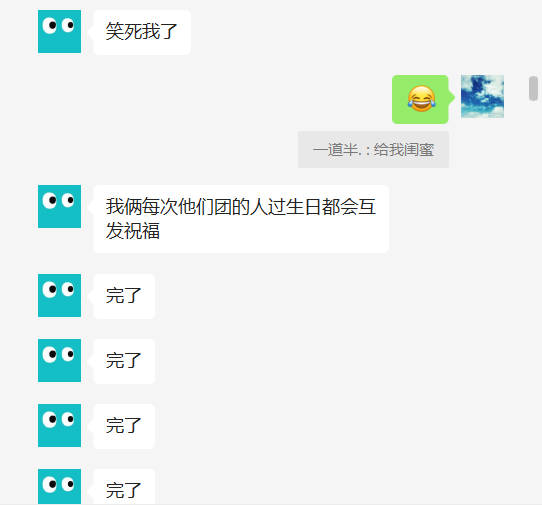 笑死我了
😂
一道半. : 给我闺蜜
我俩每次他们团的人过生日都会互
发祝福
完了
完了
完了
完了